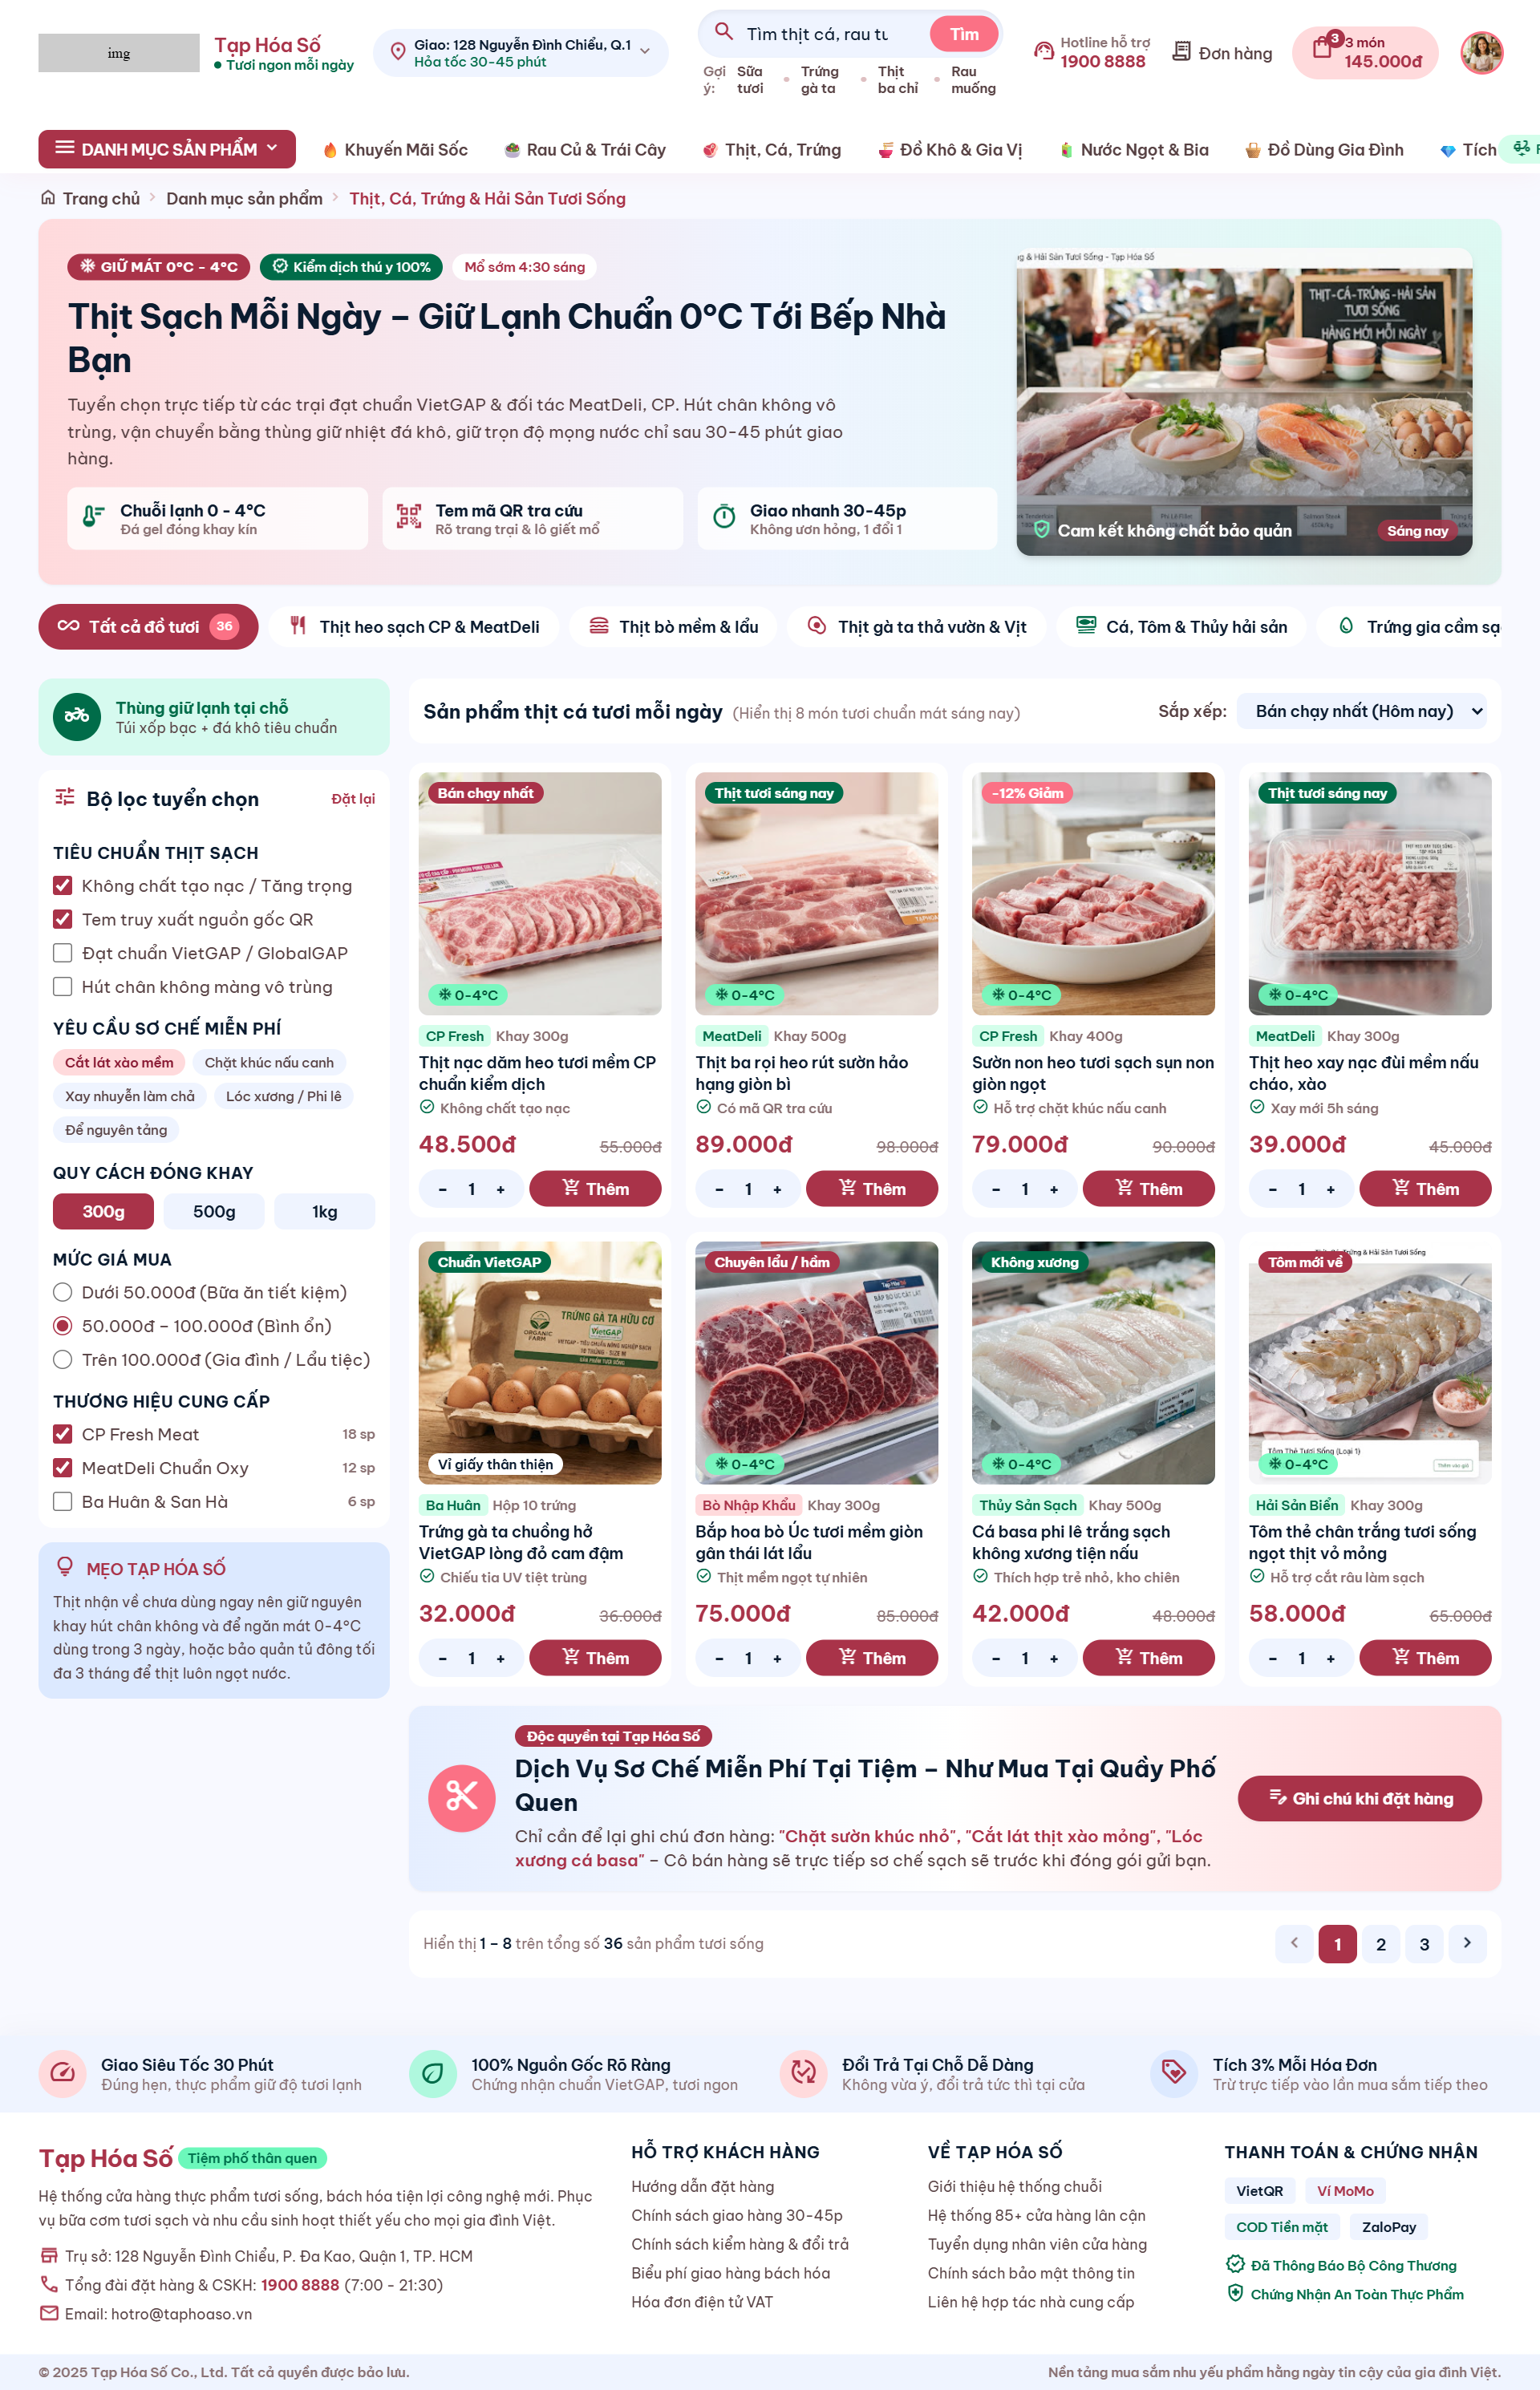 img
Tạp Hóa Số
Tươi ngon mỗi ngày
Giao: 128 Nguyễn Đình Chiểu, Q.1
Hỏa tốc 30-45 phút
Tìm thịt cá, rau tu
Tìm
Gợi ý:
Sữa tươi
Trứng gà ta
Thịt ba chỉ
Rau muống
Hotline hỗ trợ
1900 8888
Đơn hàng
3
3 món
145.000đ
DANH MỤC SẢN PHẨM
Khuyến Mãi Sốc
Rau Củ & Trái Cây
Thịt, Cá, Trứng
Đồ Khô & Gia Vị
Nước Ngọt & Bia
Đồ Dùng Gia Đình
Tích
Trang chủ
Danh mục sản phẩm
Thịt, Cá, Trứng & Hải Sản Tươi Sống
GIỮ MÁT 0°C - 4°C
Kiểm dịch thú y 100%
Mổ sớm 4:30 sáng
Thịt Sạch Mỗi Ngày – Giữ Lạnh Chuẩn 0°C Tới Bếp Nhà
Bạn
Tuyển chọn trực tiếp từ các trại đạt chuẩn VietGAP & đối tác MeatDeli, CP. Hút chân không vô
trùng, vận chuyển bằng thùng giữ nhiệt đá khô, giữ trọn độ mọng nước chỉ sau 30-45 phút giao
hàng.
Chuỗi lạnh 0 - 4°C
Đá gel đóng khay kín
Tem mã QR tra cứu
Rõ trang trại & lô giết mổ
Giao nhanh 30-45p
Không ưn hỏng, 1 đổi 1
g & Hải Sản Tươi Sống - Tạp Hóa Số
THỊT-CÁ-TRỨNG-HẢI SẢN
TƯƠI SỐNG
HÀNG MỚI MỖI NGÀY
Cam kết không chất bảo quản
Sáng nay
Tất cả đồ tươi
36
Thịt heo sạch CP & MeatDeli
Thịt bò mềm & lẩu
Thịt gà ta thả vườn & Vịt
Cá, Tôm & Thủy hải sản
Trứng gia cầm sạ
Thùng giữ lạnh tại chỗ
Túi xốp bạc + đá khô tiêu chuẩn
Bộ lọc tuyển chọn
Đặt lại
TIÊU CHUẨN THỊT SẠCH
Không chất tạo nạc / Tăng trọng
Tem truy xuất nguồn gốc QR
Đạt chuẩn VietGAP / GlobalGAP
Hút chân không màng vô trùng
YÊU CẦU SƠ CHẾ MIỄN PHÍ
Cắt lát xào mềm
Chặt khúc nấu canh
Xay nhuyễn làm chả
Lóc xương / Phi lê
Để nguyên tảng
QUY CÁCH ĐÓNG KHAY
300g
500g
1kg
MỨC GIÁ MUA
Dưới 50.000đ (Bữa ăn tiết kiệm)
50.000đ – 100.000đ (Bình ổn)
Trên 100.000đ (Gia đình / Lẩu tiệc)
THƯƠNG HIỆU CUNG CẤP
CP Fresh Meat
18 sp
MeatDeli Chuẩn Oxy
12 sp
Ba Huân & San Hà
6 sp
MẸO TẠP HÓA SỐ
Thịt nhận về chưa dùng ngay nên giữ nguyên
khay hút chân không và để ngăn mát 0-4°C
dùng trong 3 ngày, hoặc bảo quản tủ đông tối
đa 3 tháng để thịt luôn ngọt nước.
Sản phẩm thịt cá tươi mỗi ngày
(Hiển thị 8 món tươi chuẩn mát sáng nay)
Sắp xếp:
Bán chạy nhất (Hôm nay)
Bán chạy nhất
0-4°C
CP Fresh
Khay 300g
Thịt nạc dăm heo tươi mềm CP
chuẩn kiểm dịch
Không chất tạo nạc
48.500đ
55.000đ
- 1 +
Thêm
Thịt tươi sáng nay
0-4°C
MeatDeli
Khay 500g
Thịt ba rọi heo rút sườn hảo
hạng giòn bì
Có mã QR tra cứu
89.000đ
98.000đ
- 1 +
Thêm
-12% Giảm
0-4°C
CP Fresh
Khay 400g
Sườn non heo tươi sạch sụn non
giòn ngọt
Hỗ trợ chặt khúc nấu canh
79.000đ
90.000đ
- 1 +
Thêm
Thịt tươi sáng nay
0-4°C
MeatDeli
Khay 300g
Thịt heo xay nạc đùi mềm nấu
cháo, xào
Xay mới 5h sáng
39.000đ
45.000đ
- 1 +
Thêm
Chuẩn VietGAP
ORGANIC FARM
TRỨNG GÀ TA HỮU CƠ
VietGAP
Vỉ giấy thân thiện
Ba Huân
Hộp 10 trứng
Trứng gà ta chuồng hở
VietGAP lòng đỏ cam đậm
Chiếu tia UV tiệt trùng
32.000đ
36.000đ
- 1 +
Thêm
Chuyên lẩu / hầm
0-4°C
Bò Nhập Khẩu
Khay 300g
Bắp hoa bò Úc tươi mềm giòn
gân thái lát lẩu
Thịt mềm ngọt tự nhiên
75.000đ
85.000đ
- 1 +
Thêm
Không xương
0-4°C
Thủy Sản Sạch
Khay 500g
Cá basa phi lê trắng sạch
không xương tiện nấu
Thích hợp trẻ nhỏ, kho chiên
42.000đ
48.000đ
- 1 +
Thêm
Tôm mới về
Trứng & Hải Sản Tươi Sống
Tôm Thẻ Tươi Sống (Loại 1)
0-4°C
Hải Sản Biển
Khay 300g
Tôm thẻ chân trắng tươi sống
ngọt thịt vỏ mỏng
Hỗ trợ cắt râu làm sạch
58.000đ
65.000đ
- 1 +
Thêm
Độc quyền tại Tạp Hóa Số
Dịch Vụ Sơ Chế Miễn Phí Tại Tiệm – Như Mua Tại Quầy Phố
Quen
Chỉ cần để lại ghi chú đơn hàng: "Chặt sườn khúc nhỏ", "Cắt lát thịt xào mỏng", "Lóc
xương cá basa" – Cô bán hàng sẽ trực tiếp sơ chế sạch sẽ trước khi đóng gói gửi bạn.
Ghi chú khi đặt hàng
Hiển thị 1 – 8 trên tổng số 36 sản phẩm tươi sống
1 2 3
Giao Siêu Tốc 30 Phút
Đúng hẹn, thực phẩm giữ độ tươi lạnh
100% Nguồn Gốc Rõ Ràng
Chứng nhận chuẩn VietGAP, tươi ngon
Đổi Trả Tại Chỗ Dễ Dàng
Không vừa ý, đổi trả tức thì tại cửa
Tích 3% Mỗi Hóa Đơn
Trừ trực tiếp vào lần mua sắm tiếp theo
Tạp Hóa Số
Tiệm phố thân quen
Hệ thống cửa hàng thực phẩm tươi sống, bách hóa tiện lợi công nghệ mới. Phục
vụ bữa cơm tươi sạch và nhu cầu sinh hoạt thiết yếu cho mọi gia đình Việt.
Trụ sở: 128 Nguyễn Đình Chiểu, P. Đa Kao, Quận 1, TP. HCM
Tổng đài đặt hàng & CSKH: 1900 8888 (7:00 - 21:30)
Email: hotro@taphoaso.vn
HỖ TRỢ KHÁCH HÀNG
Hướng dẫn đặt hàng
Chính sách giao hàng 30-45p
Chính sách kiểm hàng & đổi trả
Biểu phí giao hàng bách hóa
Hóa đơn điện tử VAT
VỀ TẠP HÓA SỐ
Giới thiệu hệ thống chuỗi
Hệ thống 85+ cửa hàng lân cận
Tuyển dụng nhân viên cửa hàng
Chính sách bảo mật thông tin
Liên hệ hợp tác nhà cung cấp
THANH TOÁN & CHỨNG NHẬN
VietQR
Ví MoMo
COD Tiền mặt
ZaloPay
Đã Thông Báo Bộ Công Thương
Chứng Nhận An Toàn Thực Phẩm
© 2025 Tạp Hóa Số Co., Ltd. Tất cả quyền được bảo lưu.
Nền tảng mua sắm nhu yếu phẩm hằng ngày tin cậy của gia đình Việt.